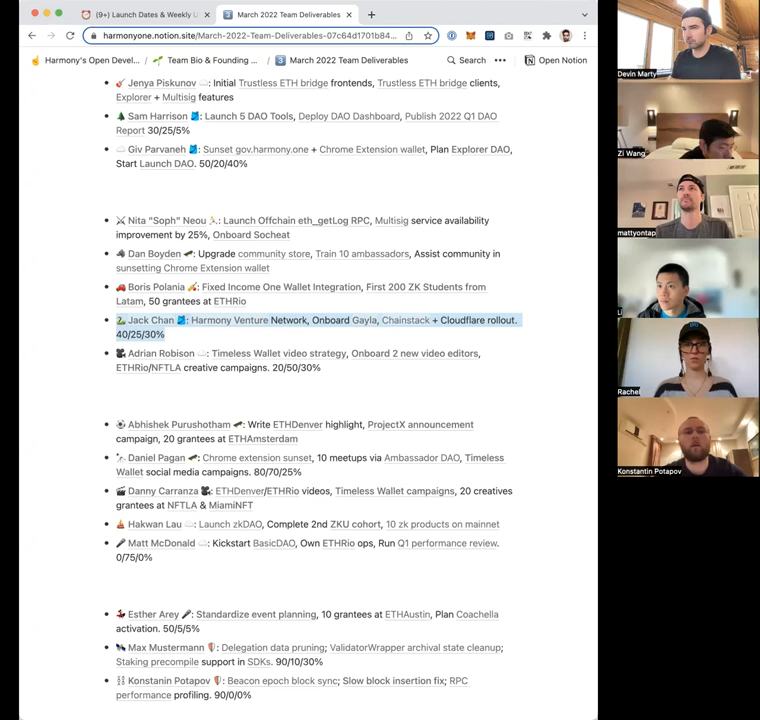 (9+) Launch Dates & Weekly U
March 2022 Team Deliverables
harmonyone.notion.site/March-2022-Team-Deliverables-07c64d1701b84...
Harmony's Open Devel... / Team Bio & Founding ... / March 2022 Team Deliverables
Search
Open Notion
Jenya Piskunov : Initial Trustless ETH bridge frontends, Trustless ETH bridge clients,
Explorer + Multisig features
Sam Harrison : Launch 5 DAO Tools, Deploy DAO Dashboard, Publish 2022 Q1 DAO
Report 30/25/5%
Giv Parvaneh : Sunset gov.harmony.one + Chrome Extension wallet, Plan Explorer DAO,
Start Launch DAO. 50/20/40%
Nita "Soph" Neou : Launch Offchain eth_getLog RPC, Multisig service availability
improvement by 25%, Onboard Socheat
Dan Boyden : Upgrade community store, Train 10 ambassadors, Assist community in
sunsetting Chrome Extension wallet
Boris Polania : Fixed Income One Wallet Integration, First 200 ZK Students from
Latam, 50 grantees at ETHRio
Jack Chan : Harmony Venture Network, Onboard Gayla, Chainstack + Cloudflare rollout.
40/25/30%
Adrian Robison : Timeless Wallet video strategy, Onboard 2 new video editors,
ETHRio/NFTLA creative campaigns. 20/50/30%
Abhishek Purushotham : Write ETHDenver highlight, ProjectX announcement
campaign, 20 grantees at ETHAmsterdam
Daniel Pagan : Chrome extension sunset, 10 meetups via Ambassador DAO, Timeless
Wallet social media campaigns. 80/70/25%
Danny Carranza : ETHDenver/ETHRio videos, Timeless Wallet campaigns, 20 creatives
grantees at NFTLA & MiamiNFT
Hakwan Lau : Launch zkDAO, Complete 2nd ZKU cohort, 10 zk products on mainnet
Matt McDonald : Kickstart BasicDAO, Own ETHRio ops, Run Q1 performance review.
0/75/0%
Esther Arey : Standardize event planning, 10 grantees at ETHAustin, Plan Coachella
activation. 50/5/5%
Max Mustermann : Delegation data pruning; ValidatorWrapper archival state cleanup;
Staking precompile support in SDKs. 90/10/30%
Konstanin Potapov : Beacon epoch block sync; Slow block insertion fix; RPC
performance profiling. 90/0/0%
Devin Marty
Zi Wang
mattyontap
Rachel
Konstantin Potapov